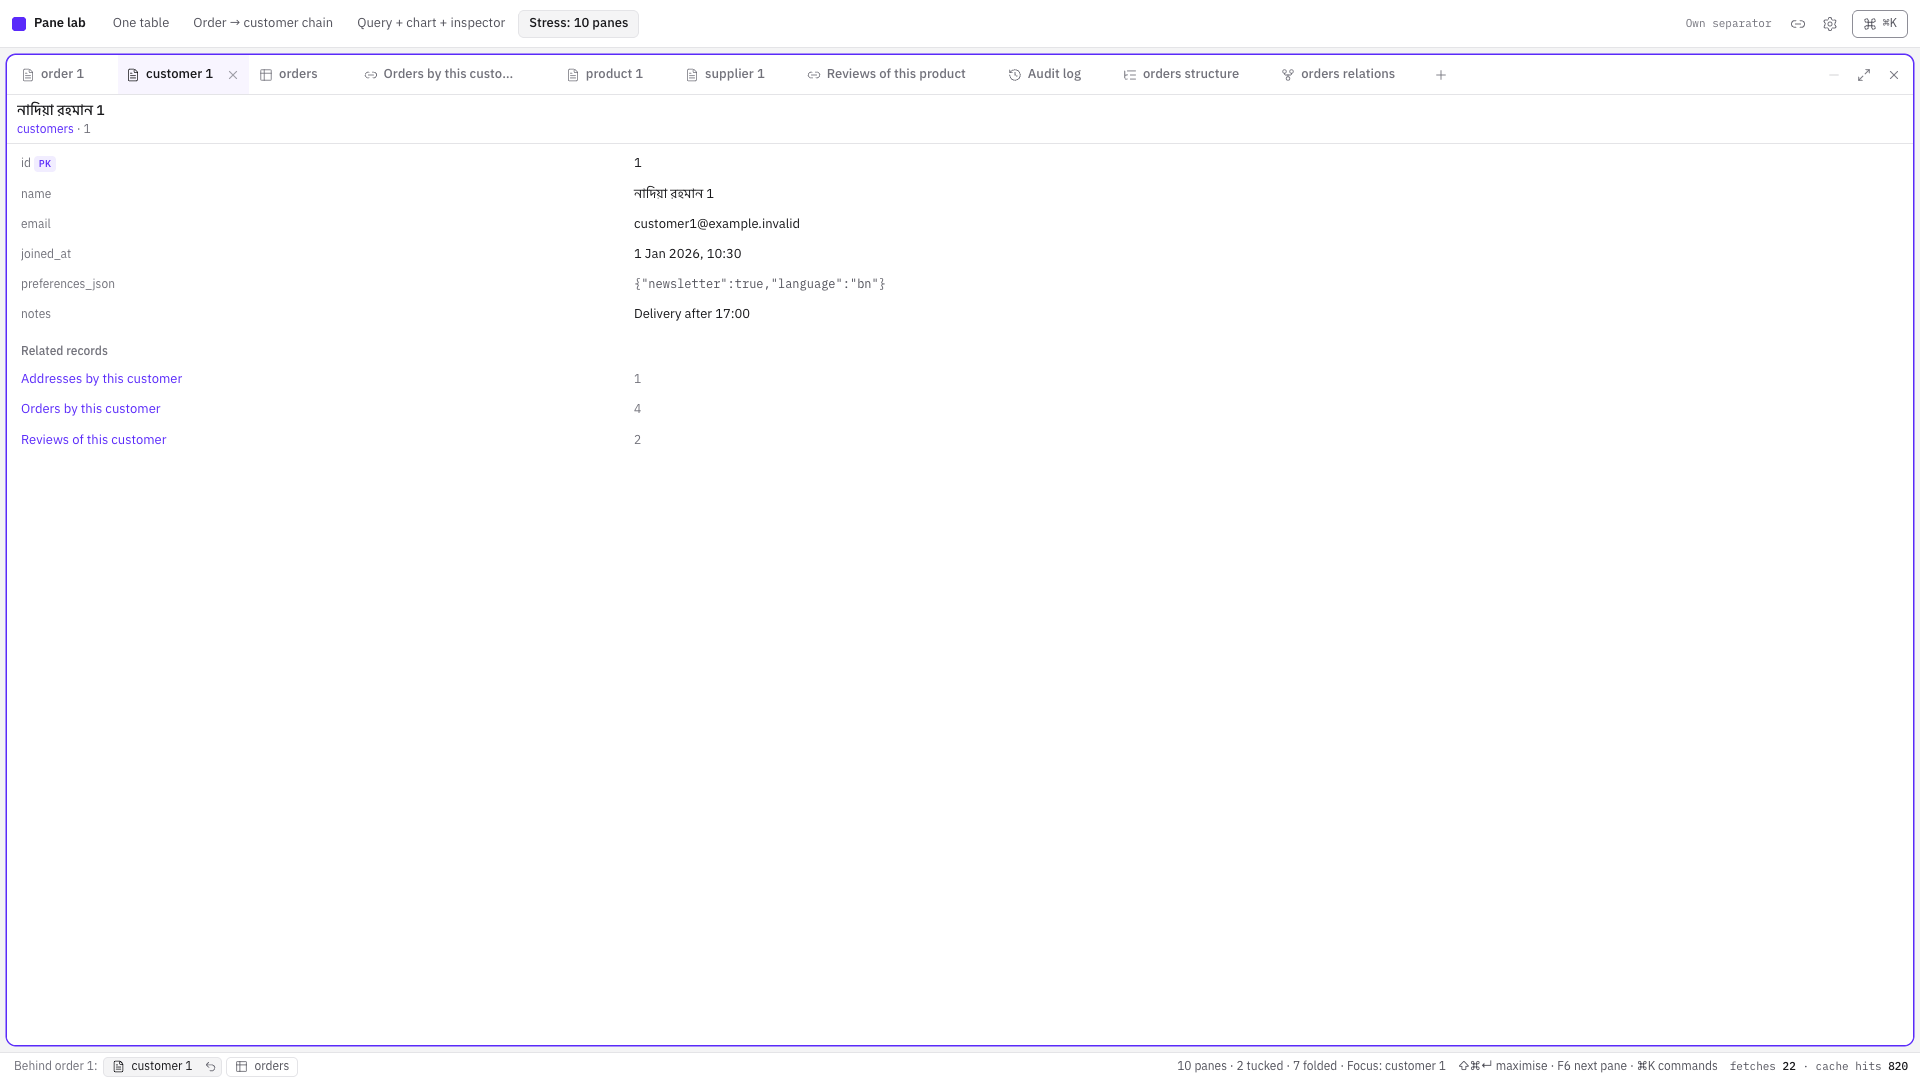 Pane lab One table Order → customer chain Query + chart + inspector Stress: 10 panes Own separator ⌘ ⌘K
order 1 customer 1 orders Orders by this custo... product 1 supplier 1 Reviews of this product Audit log orders structure orders relations
নাদিয়া রহমান 1
customers · 1
id PK 1
name নাদিয়া রহমান 1
email customer1@example.invalid
joined_at 1 Jan 2026, 10:30
preferences_json {"newsletter":true,"language":"bn"}
notes Delivery after 17:00
Related records
Addresses by this customer 1
Orders by this customer 4
Reviews of this customer 2
Behind order 1: customer 1 orders 10 panes · 2 tucked · 7 folded · Focus: customer 1 ⇧⌘↵ maximise · F6 next pane · ⌘K commands fetches 22 · cache hits 820